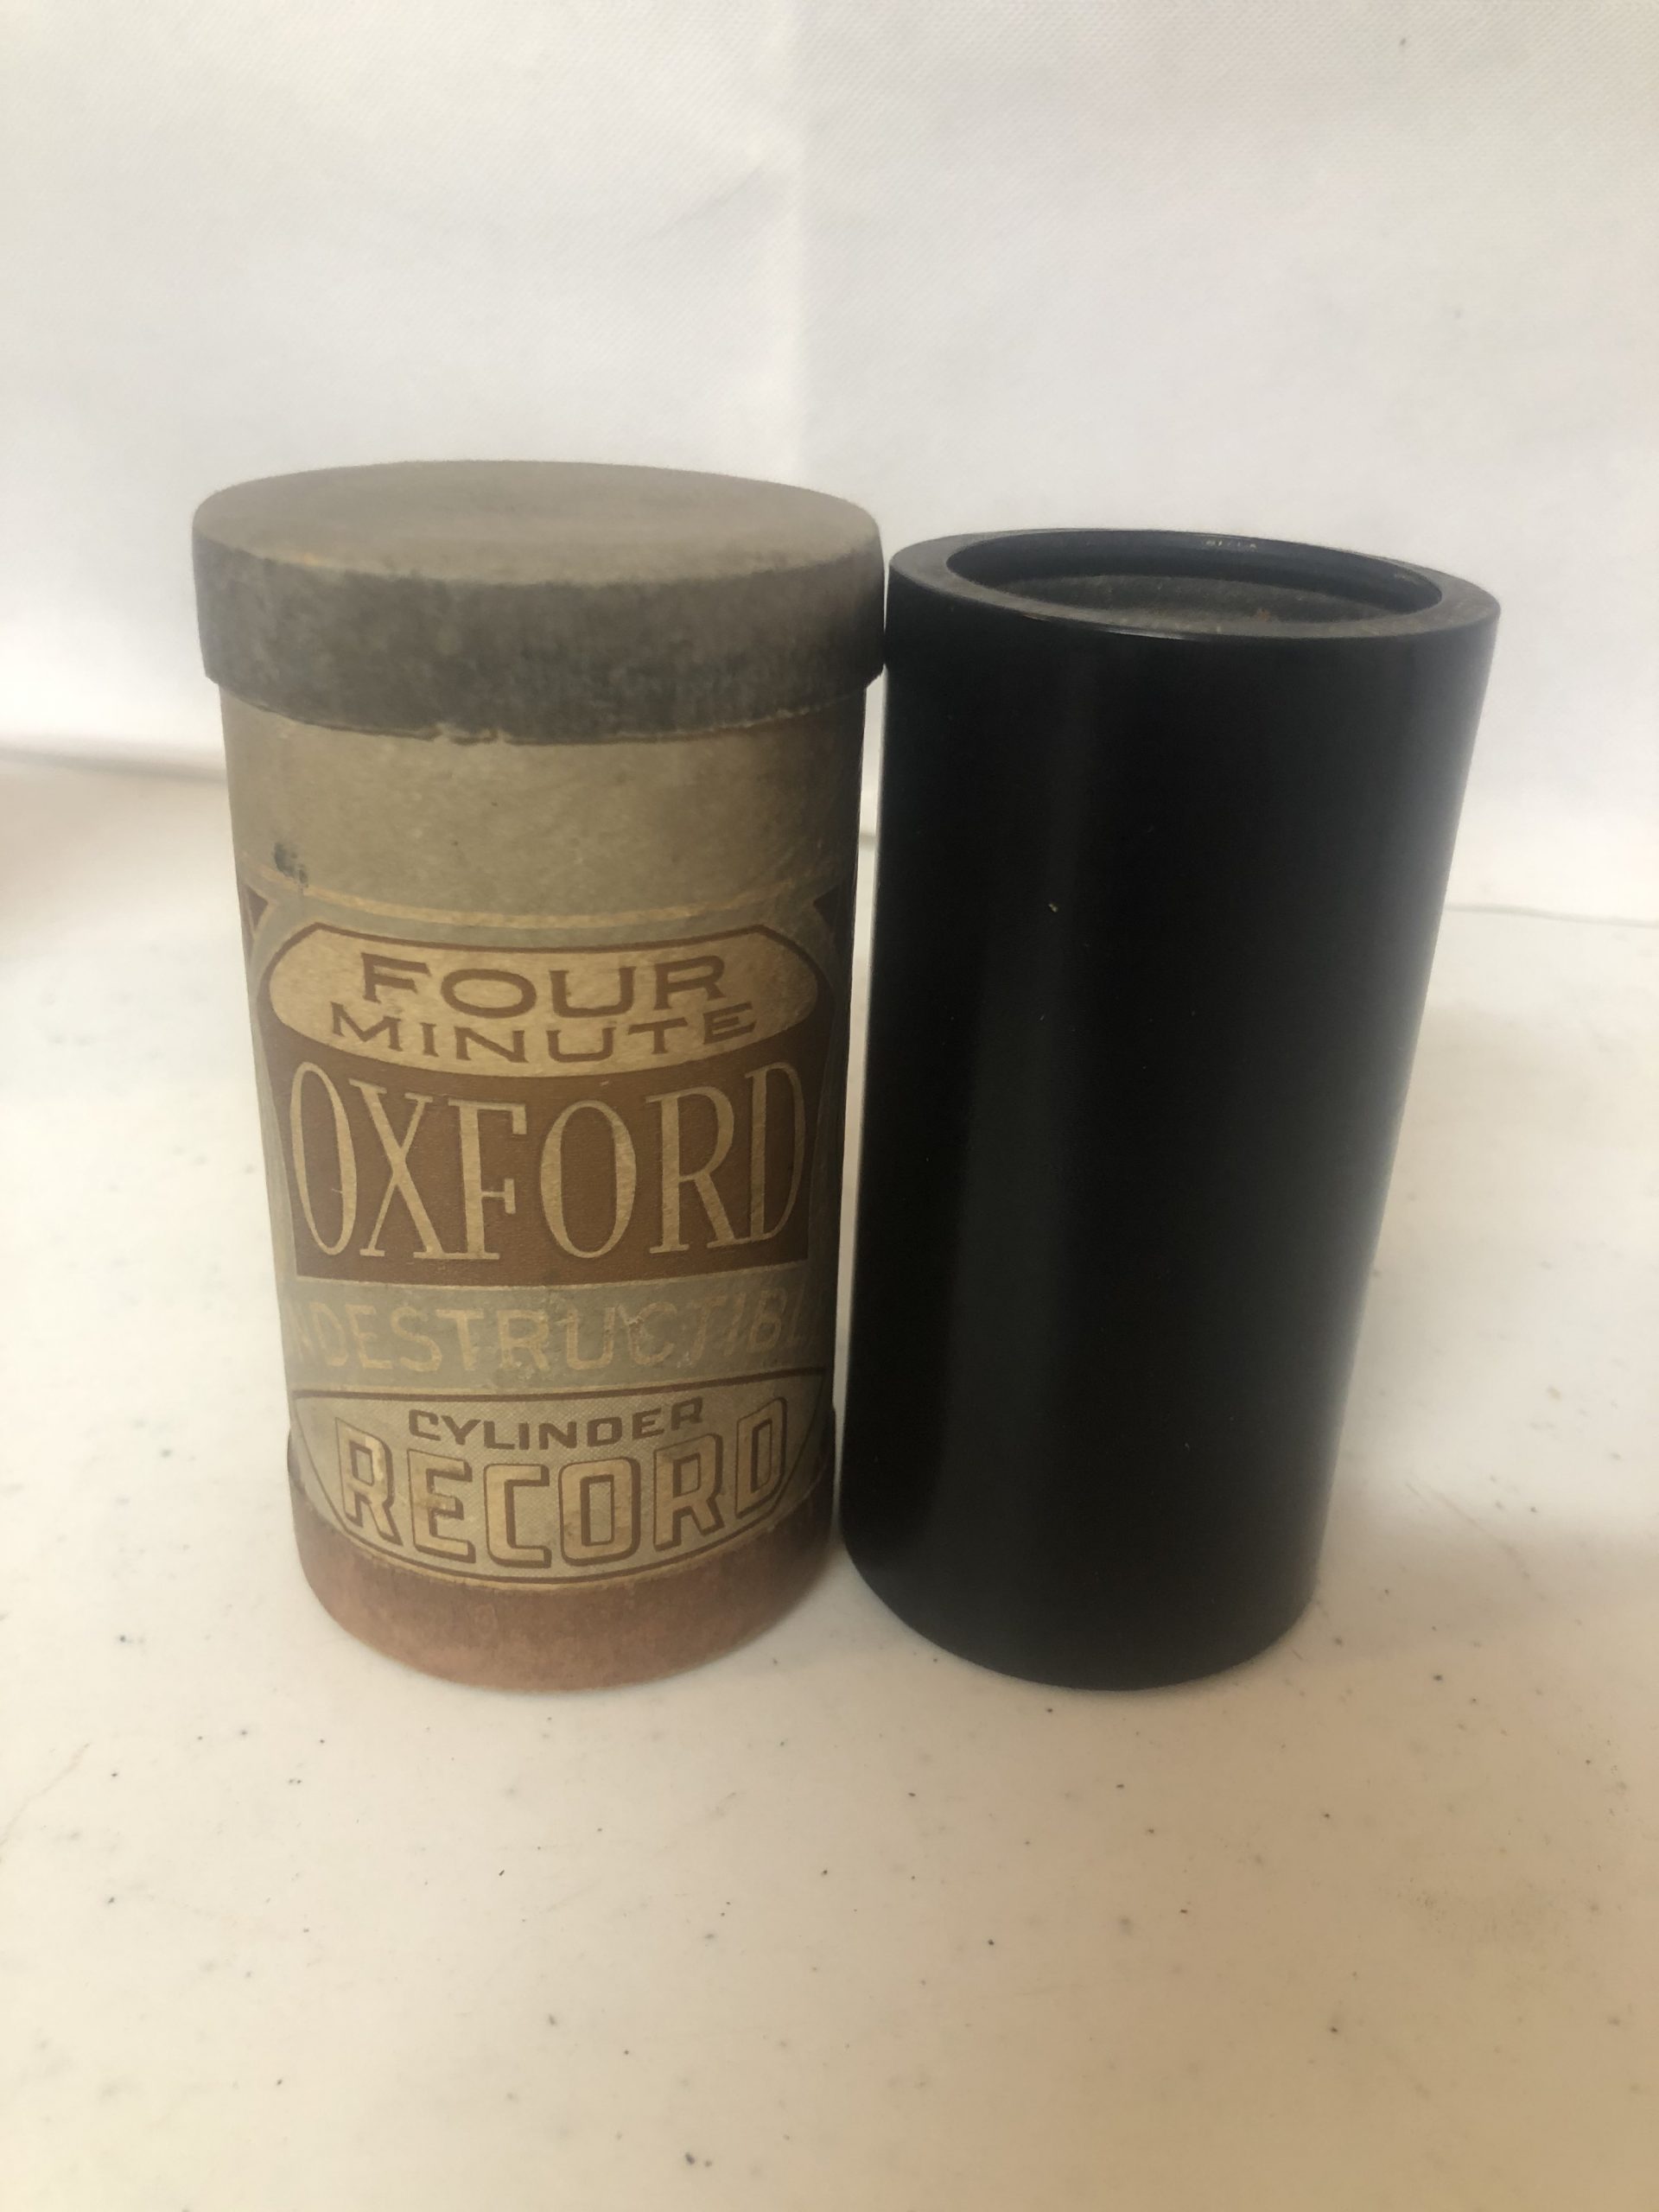 FOUR
MINUTE
OXFORD
NDESTRUCTIBL
CYLINDER
RECORD